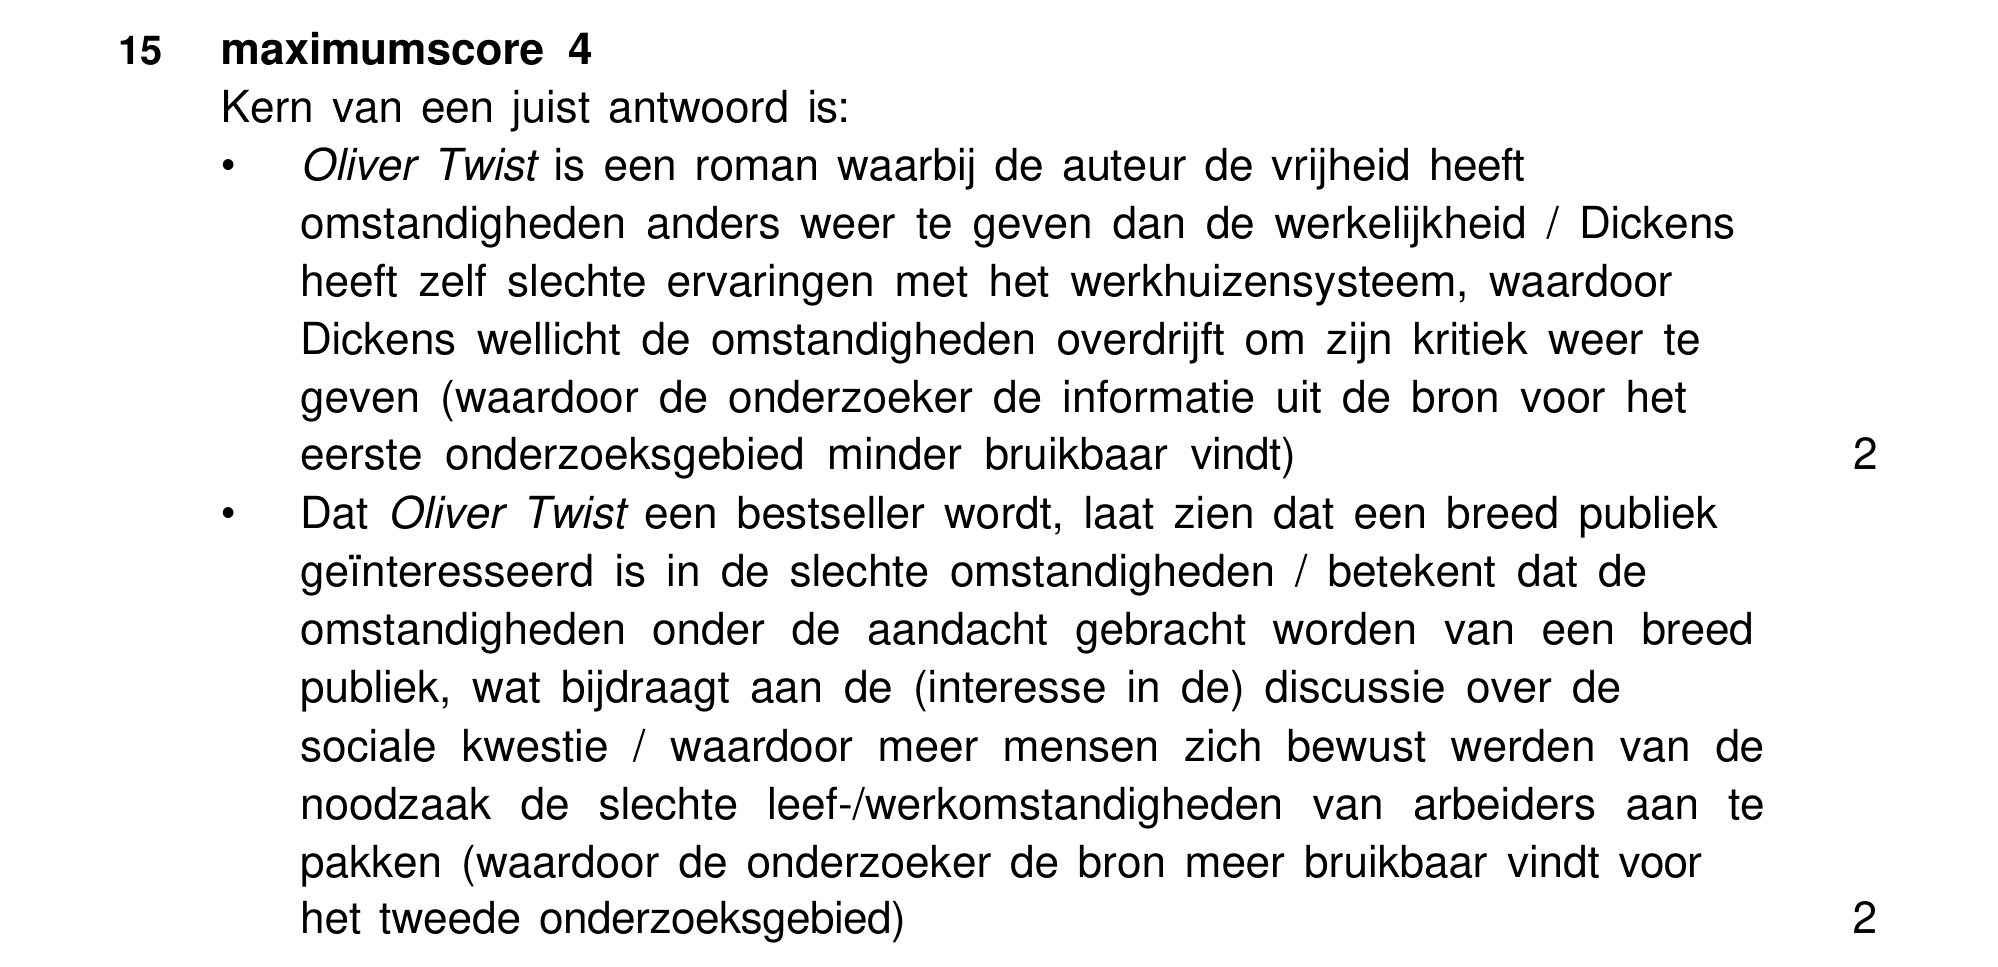 15 maximumscore 4
Kern van een juist antwoord is:
• Oliver Twist is een roman waarbij de auteur de vrijheid heeft
omstandigheden anders weer te geven dan de werkelijkheid / Dickens
heeft zelf slechte ervaringen met het werkhuizensysteem, waardoor
Dickens wellicht de omstandigheden overdrijft om zijn kritiek weer te
geven (waardoor de onderzoeker de informatie uit de bron voor het
eerste onderzoeksgebied minder bruikbaar vindt) 2
• Dat Oliver Twist een bestseller wordt, laat zien dat een breed publiek
geïnteresseerd is in de slechte omstandigheden / betekent dat de
omstandigheden onder de aandacht gebracht worden van een breed
publiek, wat bijdraagt aan de (interesse in de) discussie over de
sociale kwestie / waardoor meer mensen zich bewust werden van de
noodzaak de slechte leef-/werkomstandigheden van arbeiders aan te
pakken (waardoor de onderzoeker de bron meer bruikbaar vindt voor
het tweede onderzoeksgebied) 2